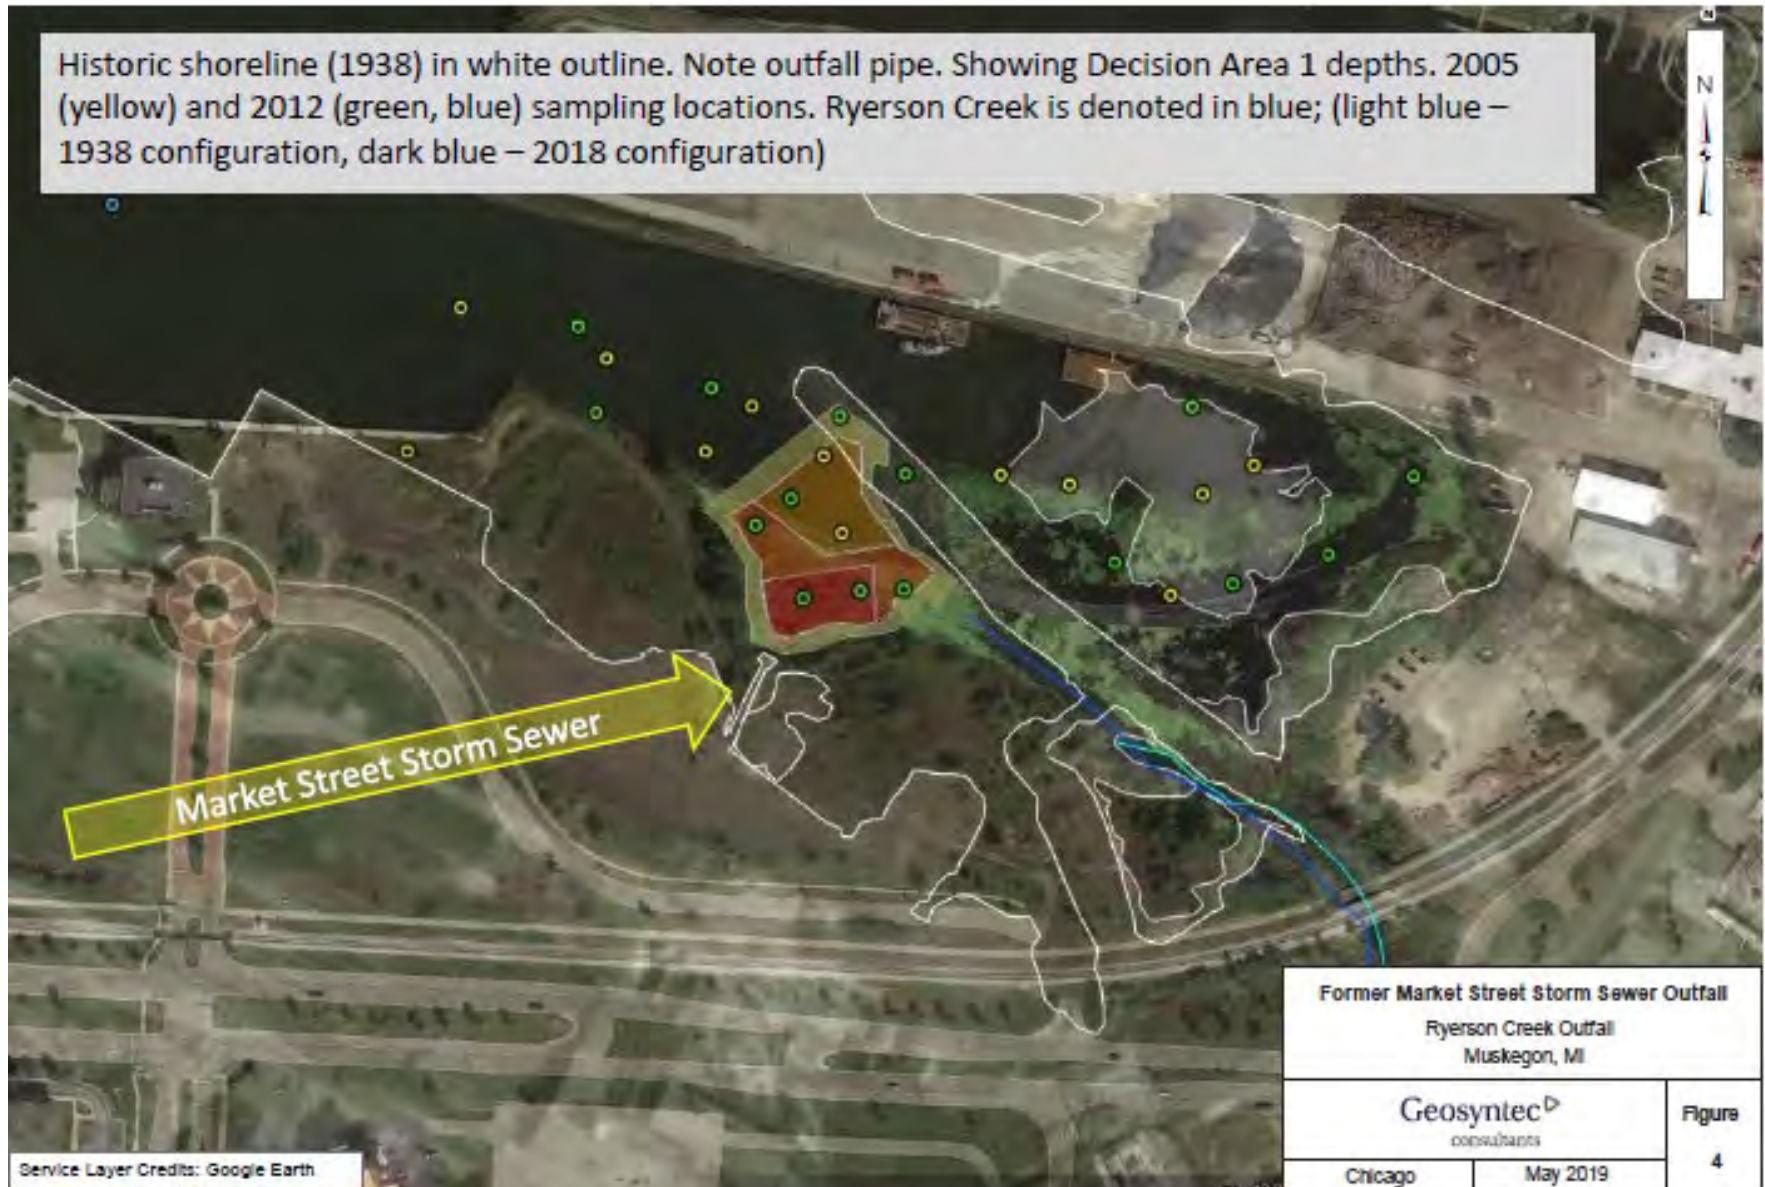 Historic shoreline (1938) in white outline. Note outfall pipe. Showing Decision Area 1 depths. 2005
(yellow) and 2012 (green, blue) sampling locations. Ryerson Creek is denoted in blue; (light blue –
1938 configuration, dark blue – 2018 configuration)
N
N
Market Street Storm Sewer
Former Market Street Storm Sewer Outfall
Ryerson Creek Outfall
Muskegon, MI
Geosyntec
consultants
Figure
4
Chicago
May 2019
Service Layer Credits: Google Earth